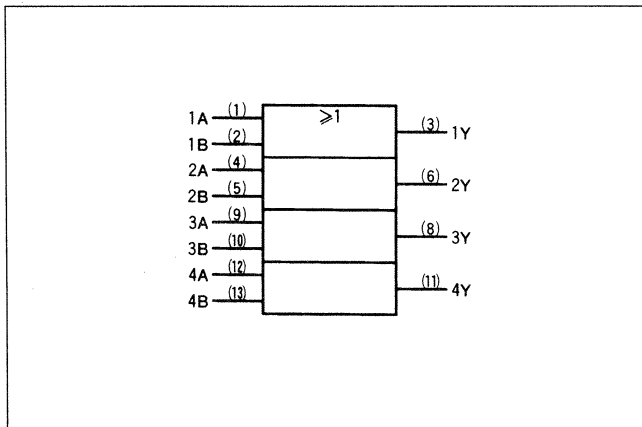 ≥1
1A (1)
1B (2)
2A (4)
2B (5)
3A (9)
3B (10)
4A (12)
4B (13)
(3) 1Y
(6) 2Y
(8) 3Y
(11) 4Y